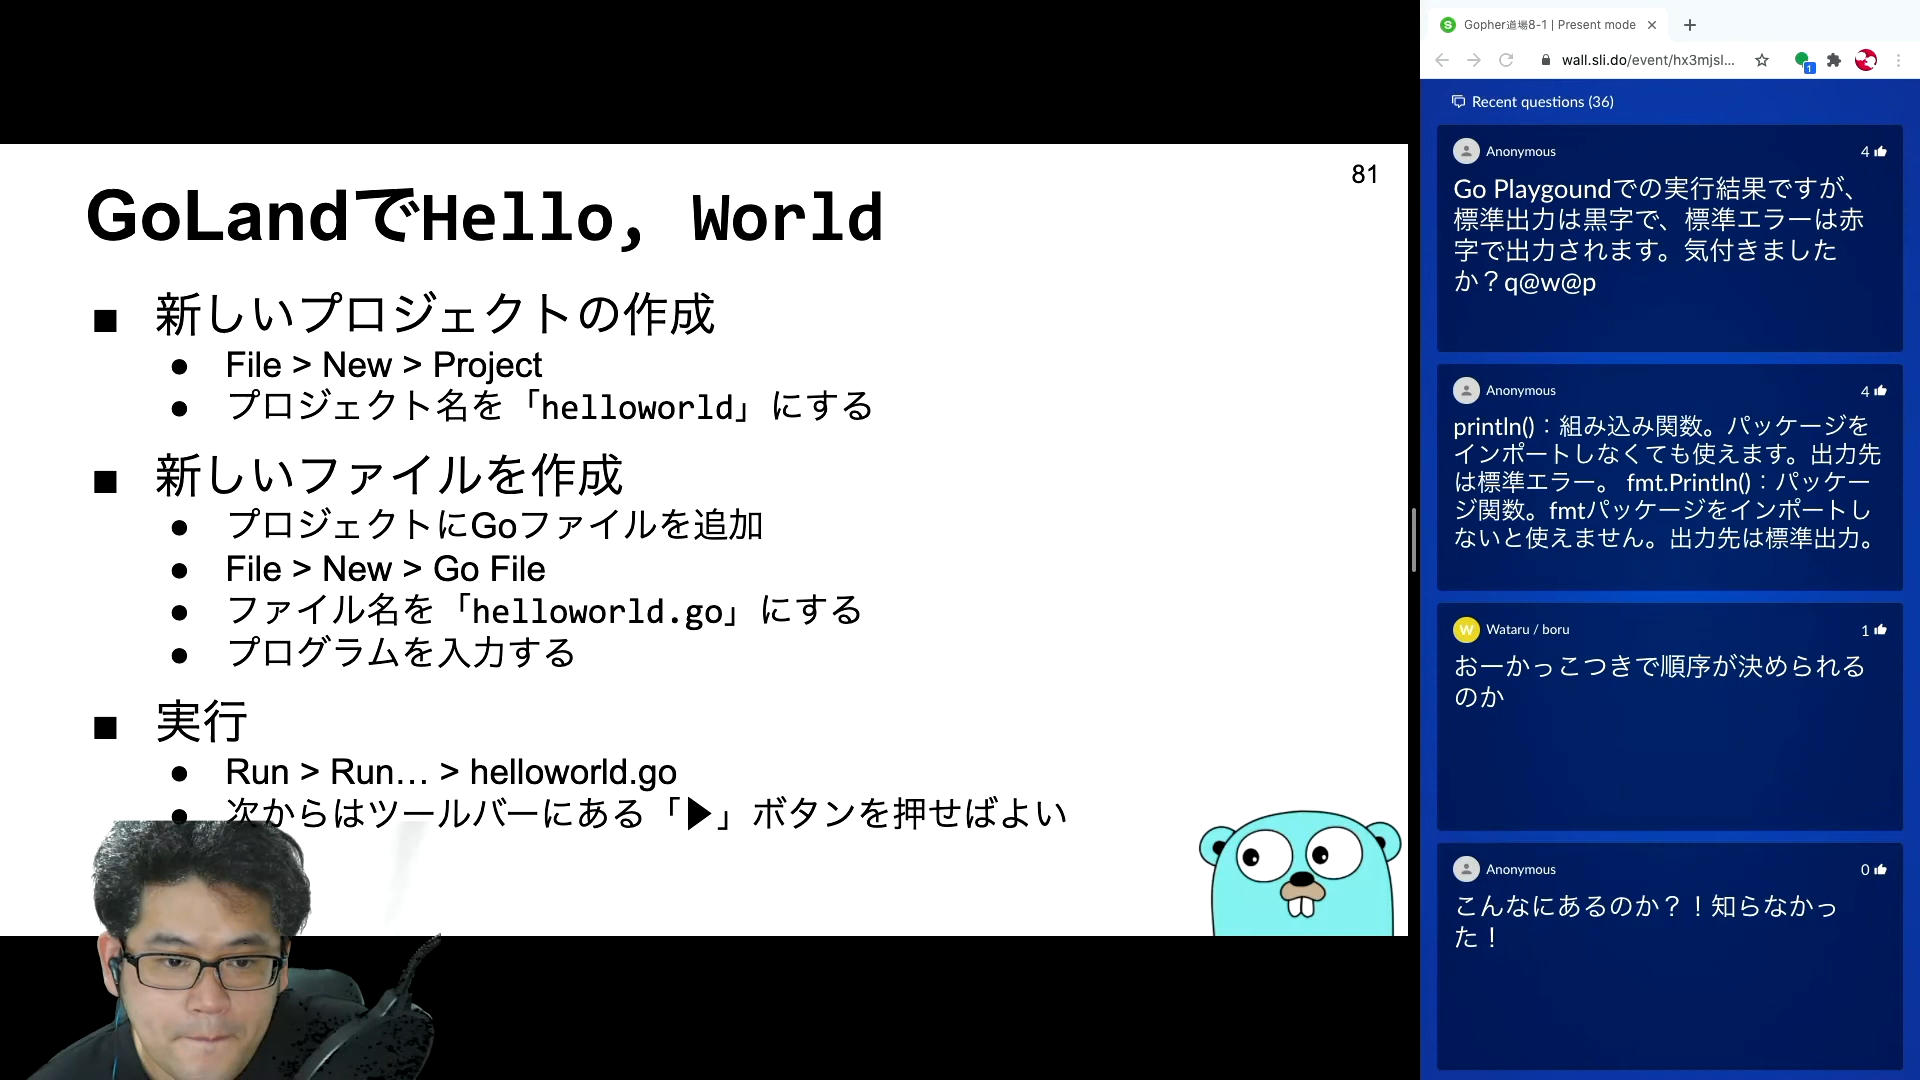 81
GoLandでHello, World
■ 新しいプロジェクトの作成
● File > New > Project
● プロジェクト名を「helloworld」にする
■ 新しいファイルを作成
● プロジェクトにGoファイルを追加
● File > New > Go File
● ファイル名を「helloworld.go」にする
● プログラムを入力する
■ 実行
● Run > Run… > helloworld.go
● 次からはツールバーにある「▶」ボタンを押せばよい
S Gopher道場8-1 | Present mode
wall.sli.do/event/hx3mjsl...
1
Recent questions (36)
Anonymous 4
Go Playgoundでの実行結果ですが、
標準出力は黒字で、標準エラーは赤
字で出力されます。気付きました
か？q@w@p
Anonymous 4
println()：組み込み関数。パッケージを
インポートしなくても使えます。出力先
は標準エラー。 fmt.Println()：パッケー
ジ関数。fmtパッケージをインポートし
ないと使えません。出力先は標準出力。
W Wataru / boru 1
おーかっこつきで順序が決められる
のか
Anonymous 0
こんなにあるのか？！知らなかっ
た！